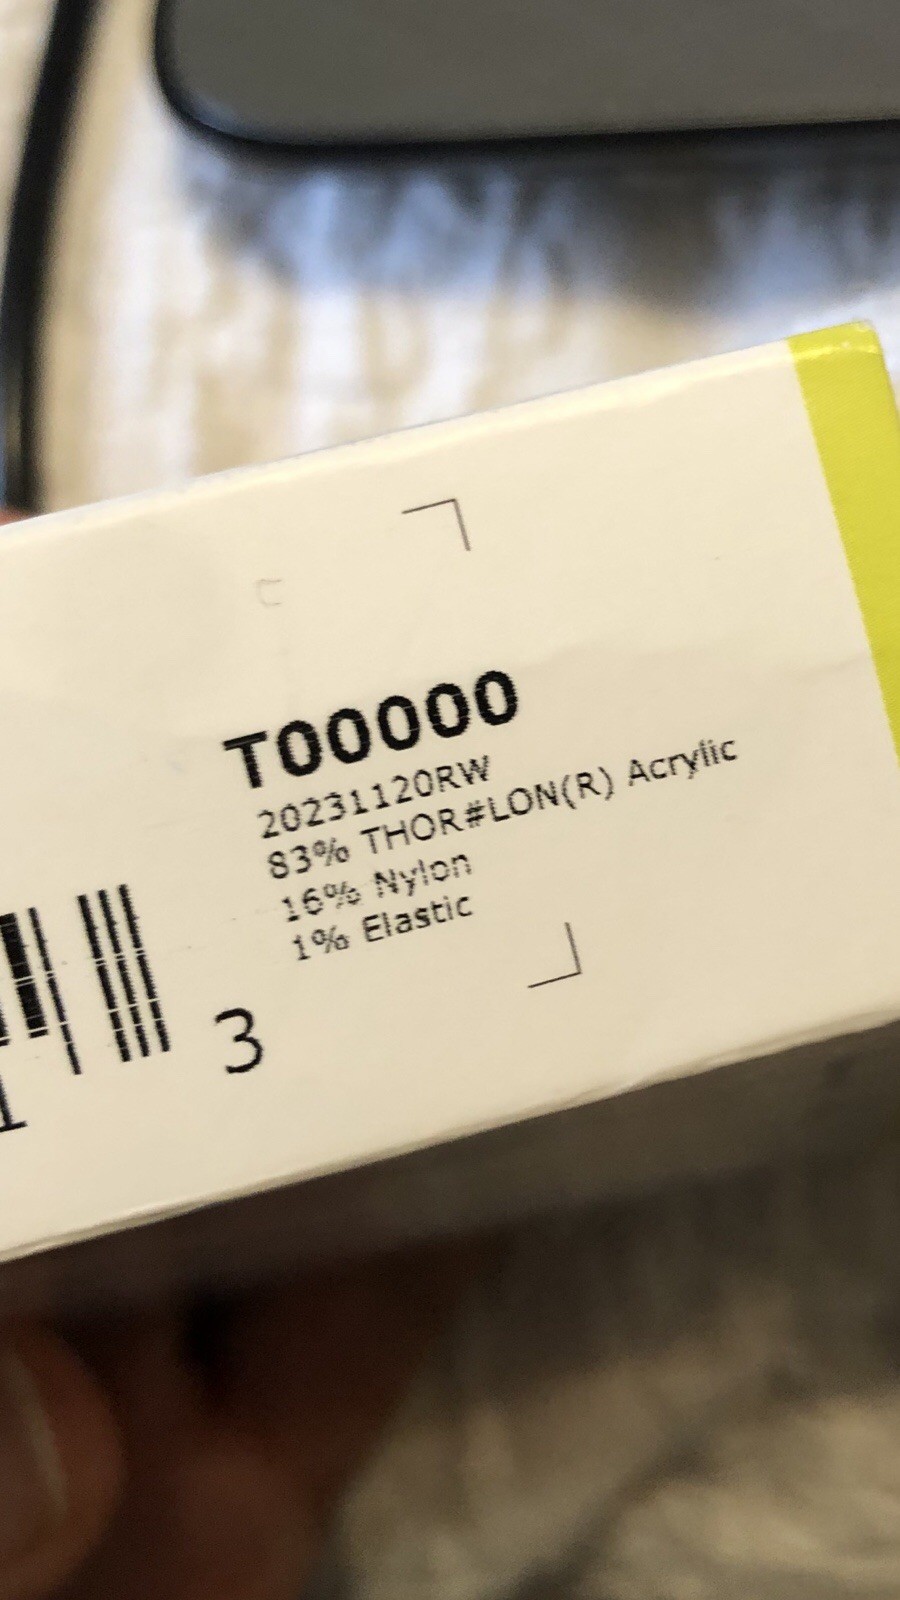 T00000
20231120RW
83% THOR#LON(R) Acrylic
16% Nylon
1% Elastic
3